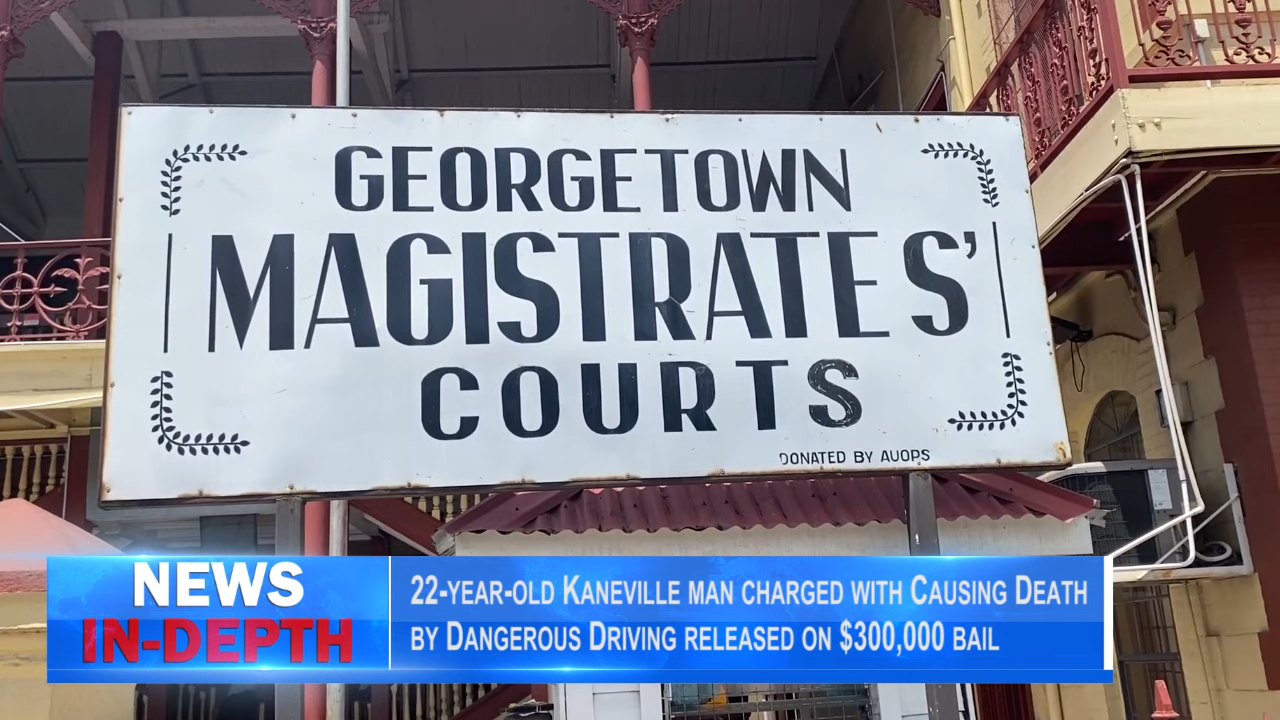 GEORGETOWN
MAGISTRATES'
COURTS
DONATED BY AUOPS
NEWS
IN-DEPTH
22-YEAR-OLD KANEVILLE MAN CHARGED WITH CAUSING DEATH
BY DANGEROUS DRIVING RELEASED ON $300,000 BAIL